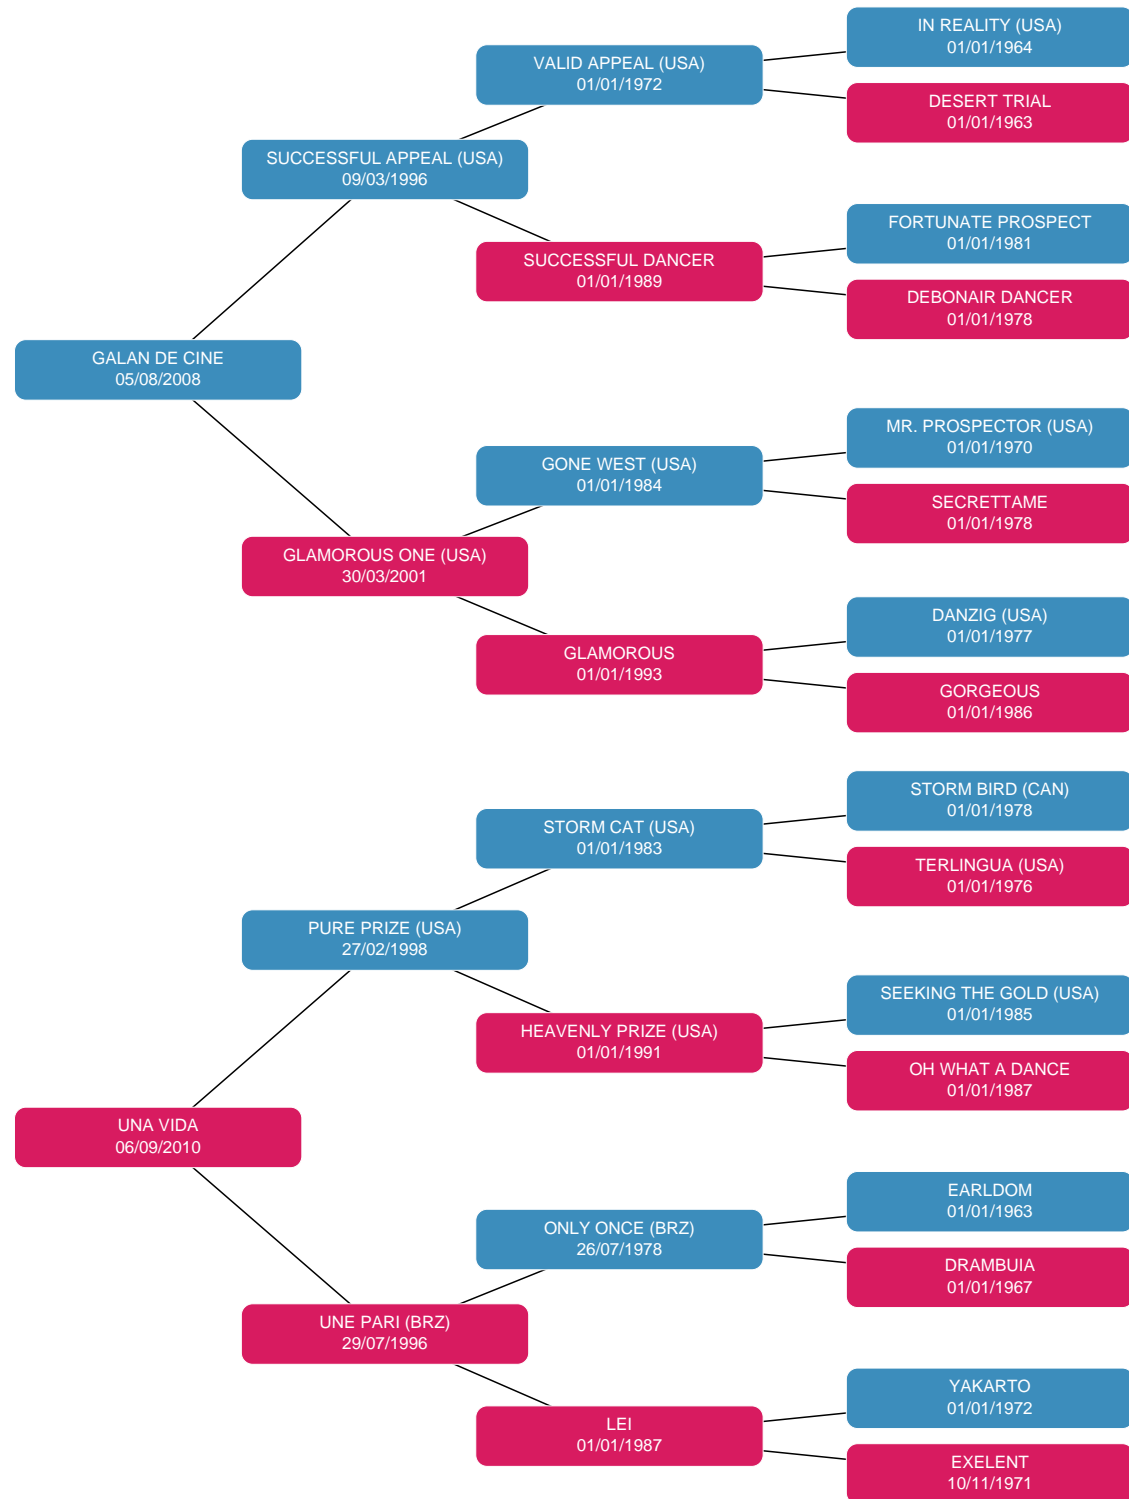 IN REALITY (USA)
01/01/1964
VALID APPEAL (USA)
01/01/1972
DESERT TRIAL
01/01/1963
SUCCESSFUL APPEAL (USA)
09/03/1996
FORTUNATE PROSPECT
01/01/1981
SUCCESSFUL DANCER
01/01/1989
DEBONAIR DANCER
01/01/1978
GALAN DE CINE
05/08/2008
MR. PROSPECTOR (USA)
01/01/1970
GONE WEST (USA)
01/01/1984
SECRETTAME
01/01/1978
GLAMOROUS ONE (USA)
30/03/2001
DANZIG (USA)
01/01/1977
GLAMOROUS
01/01/1993
GORGEOUS
01/01/1986
STORM BIRD (CAN)
01/01/1978
STORM CAT (USA)
01/01/1983
TERLINGUA (USA)
01/01/1976
PURE PRIZE (USA)
27/02/1998
SEEKING THE GOLD (USA)
01/01/1985
HEAVENLY PRIZE (USA)
01/01/1991
OH WHAT A DANCE
01/01/1987
UNA VIDA
06/09/2010
EARLDOM
01/01/1963
ONLY ONCE (BRZ)
26/07/1978
DRAMBUIA
01/01/1967
UNE PARI (BRZ)
29/07/1996
YAKARTO
01/01/1972
LEI
01/01/1987
EXELENT
10/11/1971